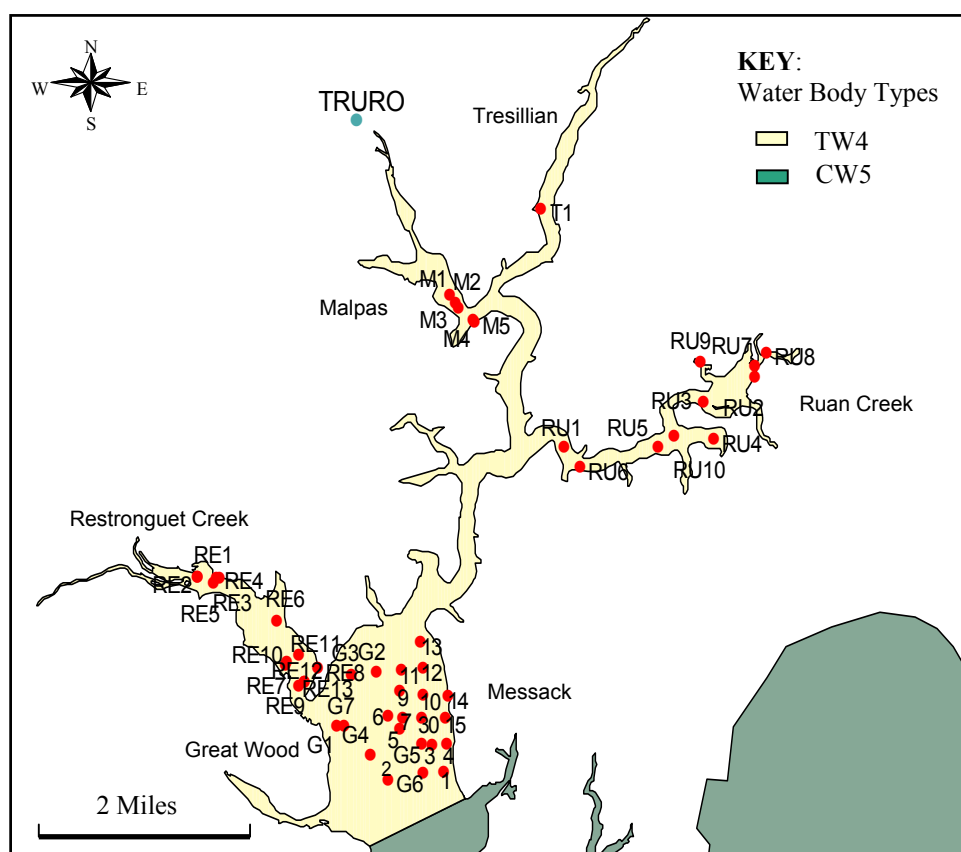 N
W E
S
KEY:
Water Body Types
TW4
CW5
TRURO
Tresillian
T1
M1 M2
Malpas
M3 M5
M4
RU9 RU7 RU8
RU3 RU2
Ruan Creek
RU1 RU5 RU4
RU6 RU10
Restronguet Creek
RE1
RE2 RE4
RE5 RE3 RE6
RE11 G3 G2 13
RE10 RE12 RE8 11 12
RE7 RE13
RE9 9 10 14
Messack
G7 6 7 30 15
G1 G4 5
Great Wood G5 3 4
2 G6 1
2 Miles